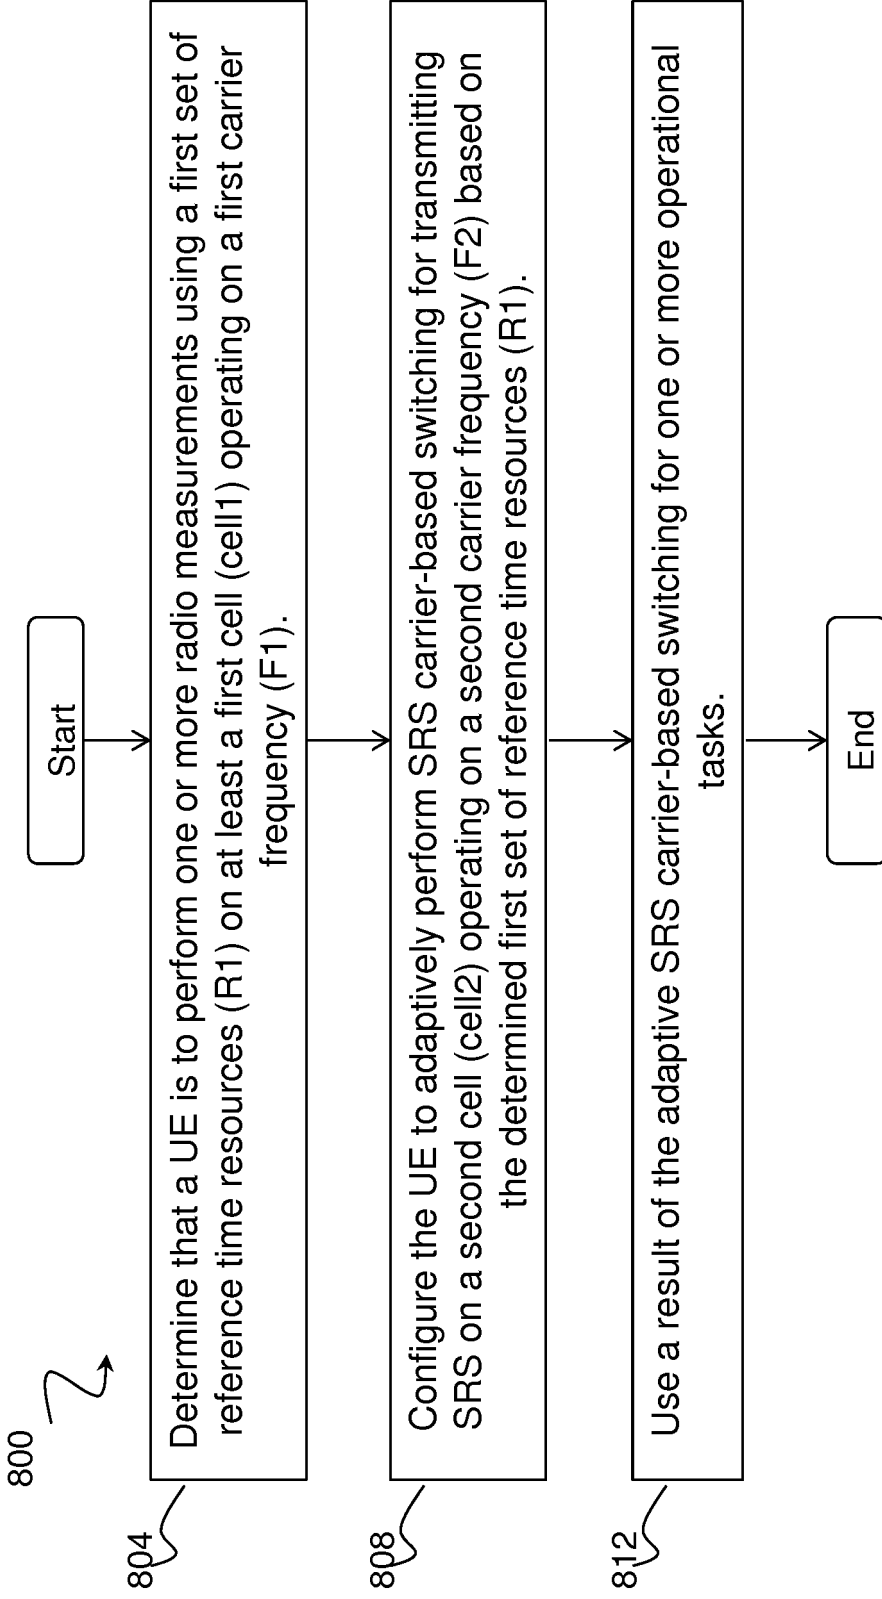 800
Start
804
Determine that a UE is to perform one or more radio measurements using a first set of
reference time resources (R1) on at least a first cell (cell1) operating on a first carrier
frequency (F1).
808
Configure the UE to adaptively perform SRS carrier-based switching for transmitting
SRS on a second cell (cell2) operating on a second carrier frequency (F2) based on
the determined first set of reference time resources (R1).
812
Use a result of the adaptive SRS carrier-based switching for one or more operational
tasks.
End